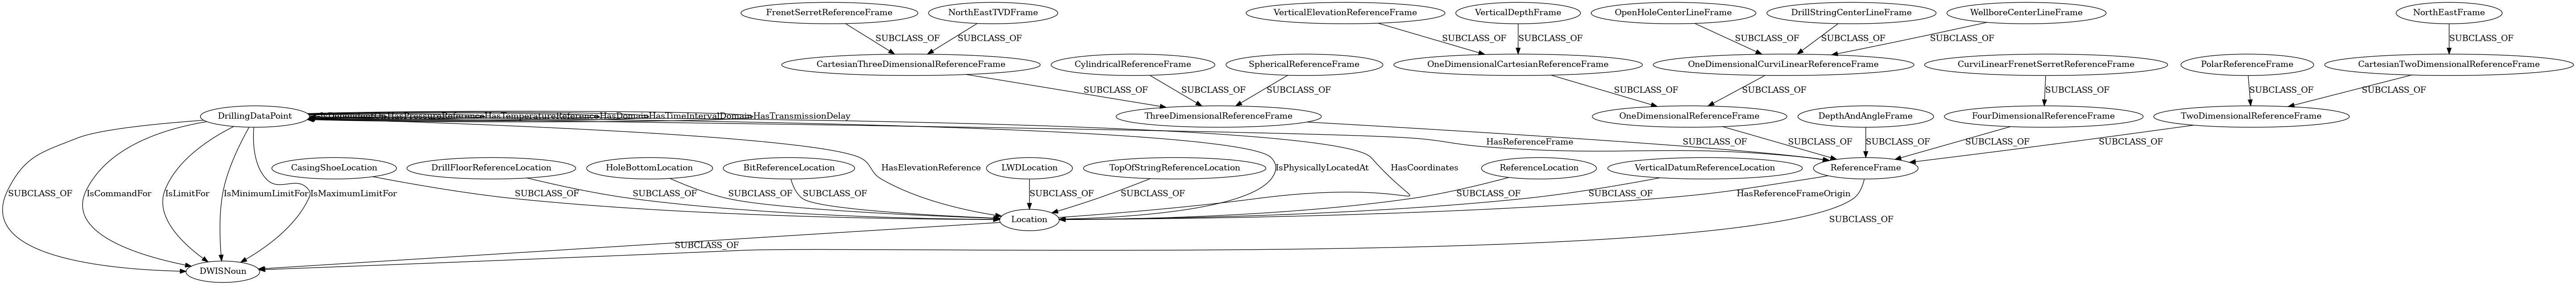 FrenetSerretReferenceFrame
NorthEastTVDFrame
VerticalElevationReferenceFrame
VerticalDepthFrame
OpenHoleCenterLineFrame
DrillStringCenterLineFrame
WellboreCenterLineFrame
NorthEastFrame
SUBCLASS_OF
SUBCLASS_OF
SUBCLASS_OF
SUBCLASS_OF
SUBCLASS_OF
SUBCLASS_OF
SUBCLASS_OF
SUBCLASS_OF
CartesianThreeDimensionalReferenceFrame
CylindricalReferenceFrame
SphericalReferenceFrame
OneDimensionalCartesianReferenceFrame
OneDimensionalCurviLinearReferenceFrame
CurviLinearFrenetSerretReferenceFrame
PolarReferenceFrame
CartesianTwoDimensionalReferenceFrame
SUBCLASS_OF
SUBCLASS_OF
SUBCLASS_OF
SUBCLASS_OF
SUBCLASS_OF
SUBCLASS_OF
SUBCLASS_OF
SUBCLASS_OF
DrillingDataPoint
HasPressureReference
HasTemperatureReference
HasDomain
HasTimeIntervalDomain
HasTransmissionDelay
ThreeDimensionalReferenceFrame
OneDimensionalReferenceFrame
DepthAndAngleFrame
FourDimensionalReferenceFrame
TwoDimensionalReferenceFrame
HasReferenceFrame
SUBCLASS_OF
SUBCLASS_OF
SUBCLASS_OF
SUBCLASS_OF
SUBCLASS_OF
CasingShoeLocation
DrillFloorReferenceLocation
HoleBottomLocation
BitReferenceLocation
HasElevationReference
LWDLocation
TopOfStringReferenceLocation
IsPhysicallyLocatedAt
HasCoordinates
ReferenceLocation
VerticalDatumReferenceLocation
ReferenceFrame
SUBCLASS_OF
IsCommandFor
IsLimitFor
IsMinimumLimitFor
IsMaximumLimitFor
SUBCLASS_OF
SUBCLASS_OF
SUBCLASS_OF
SUBCLASS_OF
SUBCLASS_OF
SUBCLASS_OF
SUBCLASS_OF
SUBCLASS_OF
HasReferenceFrameOrigin
Location
SUBCLASS_OF
SUBCLASS_OF
DWISNoun